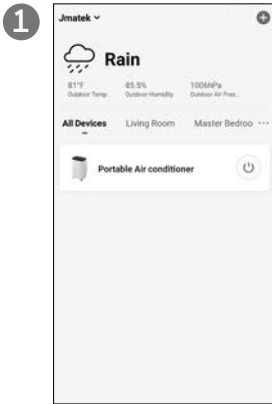 1
Jmatek
Rain
81°F 85.5% 1006hPa
Outdoor Temp. Outdoor Humidity Outdoor Air Pres...
All Devices Living Room Master Bedroo ...
Portable Air conditioner